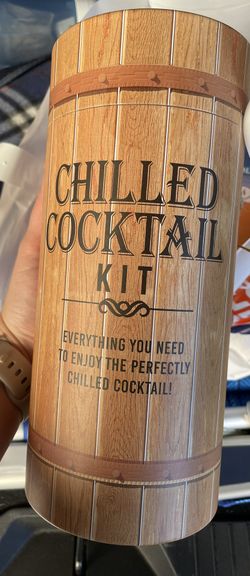 CHILLED
COCKTAIL
KIT
EVERYTHING YOU NEED
TO ENJOY THE PERFECTLY
CHILLED COCKTAIL!